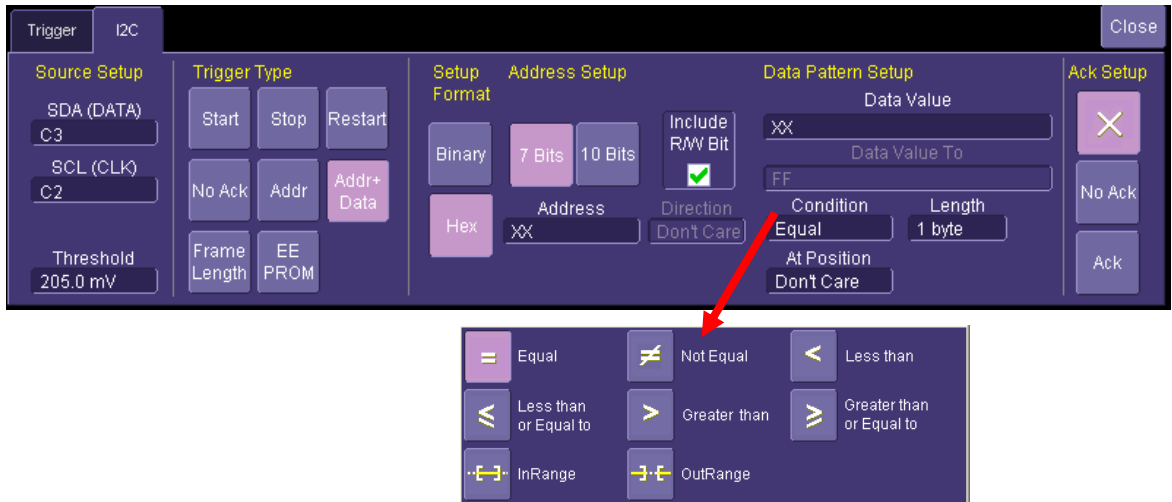 Trigger
I2C
Close
Source Setup
SDA (DATA)
C3
SCL (CLK)
C2
Threshold
205.0 mV
Trigger Type
Start
Stop
Restart
No Ack
Addr
Addr+
Data
Frame
Length
EE
PROM
Setup
Format
Binary
Hex
Address Setup
7 Bits
10 Bits
Include
R/W Bit
Address
XX
Direction
Don't Care
Data Pattern Setup
Data Value
XX
Data Value To
FF
Condition
Equal
Length
1 byte
At Position
Don't Care
Ack Setup
No Ack
Ack
= Equal
≠ Not Equal
< Less than
≤ Less than
or Equal to
> Greater than
≥ Greater than
or Equal to
InRange
OutRange